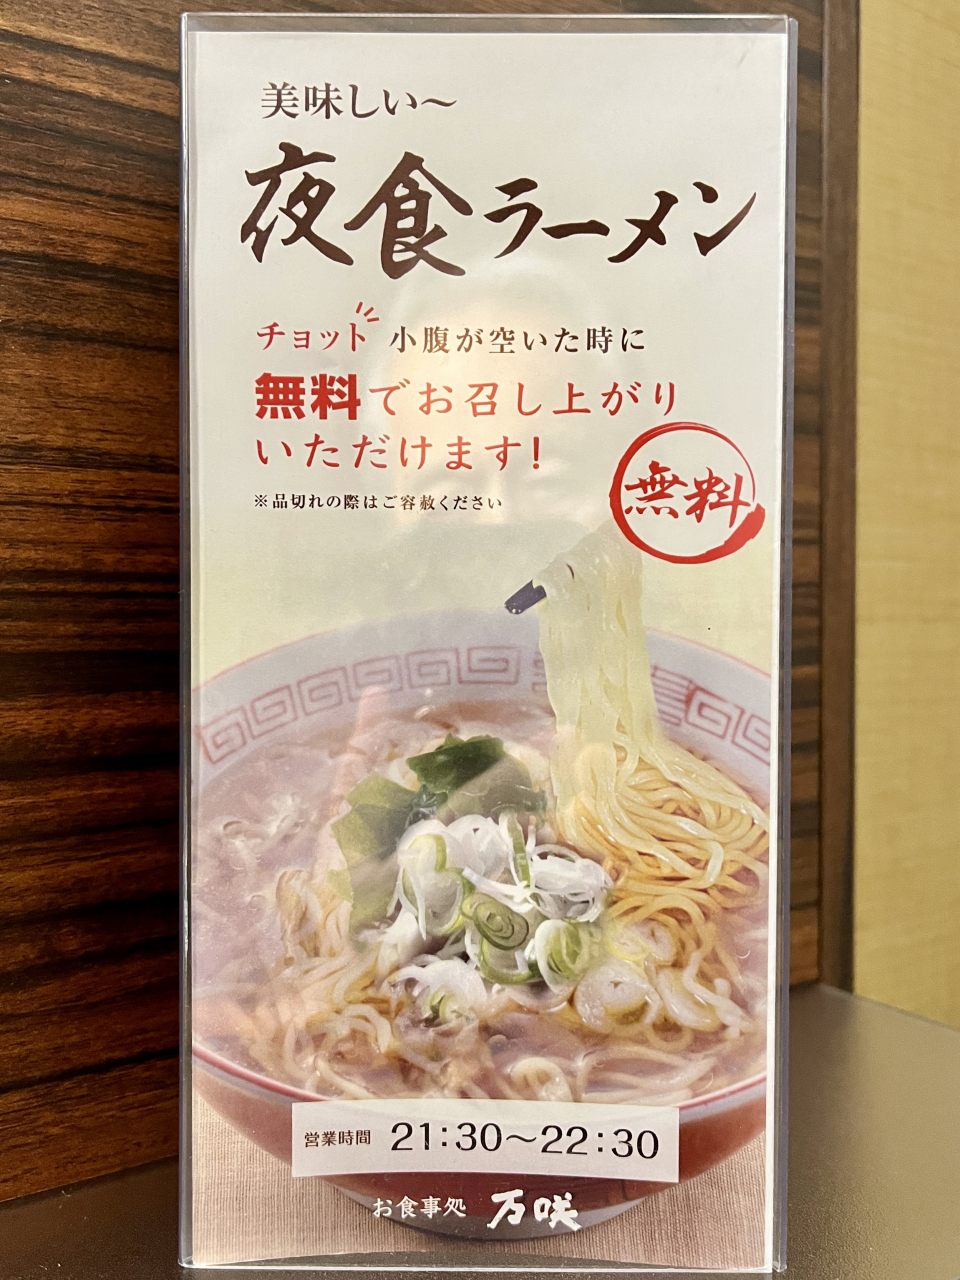 美味しい〜
夜食ラーメン
チョット 小腹が空いた時に
無料でお召し上がり
いただけます!
※品切れの際はご容赦ください
無料
営業時間 21:30〜22:30
お食事処 万咲